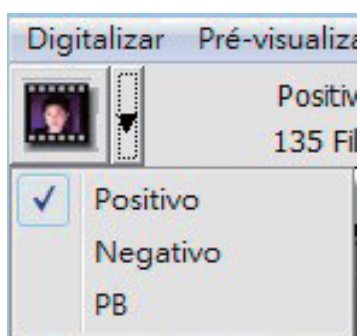 Digitalizar Pré-visualiza
Positiv
135 Fil
Positivo
Negativo
PB